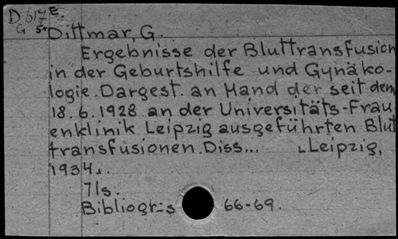 D 617 E
G 5
Dittmar, G.
Ergebnisse der Bluttransfusion
in der Geburtshilfe und Gynäko-
logie. Dargest. an Hand der seit dem
18. 6. 1928 an der Universitäts-Frau
enklinik Leipzig ausgeführten Blut
transfusionen. Diss... Leipzig,
1934.
71s.
Bibliogr: s 66-69.